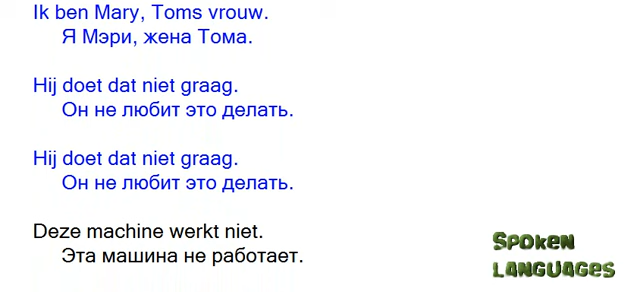 Ik ben Mary, Toms vrouw.
Я Мэри, жена Тома.
Hij doet dat niet graag.
Он не любит это делать.
Hij doet dat niet graag.
Он не любит это делать.
Deze machine werkt niet.
Эта машина не работает.
SPOKEN
LANGUAGES